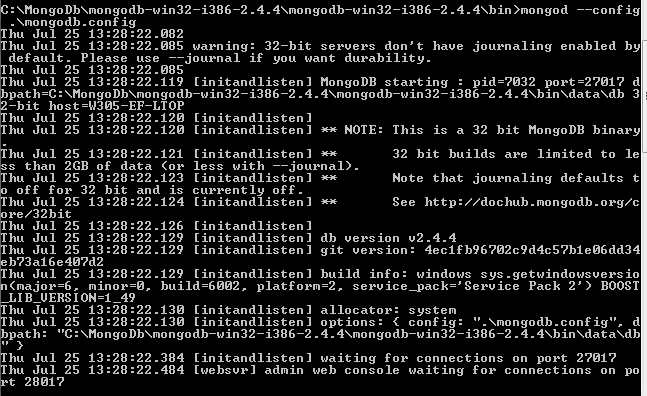 C:\MongoDb\mongodb-win32-i386-2.4.4\mongodb-win32-i386-2.4.4\bin>mongod --config
 .\mongodb.config
Thu Jul 25 13:28:22.082
Thu Jul 25 13:28:22.085 warning: 32-bit servers don't have journaling enabled by
 default. Please use --journal if you want durability.
Thu Jul 25 13:28:22.085
Thu Jul 25 13:28:22.119 [initandlisten] MongoDB starting : pid=7032 port=27017 d
bpath=C:\MongoDb\mongodb-win32-i386-2.4.4\mongodb-win32-i386-2.4.4\bin\data\db 3
2-bit host=W305-EF-LTOP
Thu Jul 25 13:28:22.120 [initandlisten]
Thu Jul 25 13:28:22.120 [initandlisten] ** NOTE: This is a 32 bit MongoDB binary
.
Thu Jul 25 13:28:22.121 [initandlisten] **       32 bit builds are limited to le
ss than 2GB of data (or less with --journal).
Thu Jul 25 13:28:22.123 [initandlisten] **       Note that journaling defaults t
o off for 32 bit and is currently off.
Thu Jul 25 13:28:22.124 [initandlisten] **       See http://dochub.mongodb.org/c
ore/32bit
Thu Jul 25 13:28:22.126 [initandlisten]
Thu Jul 25 13:28:22.129 [initandlisten] db version v2.4.4
Thu Jul 25 13:28:22.129 [initandlisten] git version: 4ec1fb96702c9d4c57b1e06dd34
eb73a16e407d2
Thu Jul 25 13:28:22.129 [initandlisten] build info: windows sys.getwindowsversio
n(major=6, minor=0, build=6002, platform=2, service_pack='Service Pack 2') BOOST
_LIB_VERSION=1_49
Thu Jul 25 13:28:22.130 [initandlisten] allocator: system
Thu Jul 25 13:28:22.130 [initandlisten] options: { config: ".\mongodb.config", d
bpath: "C:\MongoDb\mongodb-win32-i386-2.4.4\mongodb-win32-i386-2.4.4\bin\data\db
" }
Thu Jul 25 13:28:22.384 [initandlisten] waiting for connections on port 27017
Thu Jul 25 13:28:22.484 [websvr] admin web console waiting for connections on po
rt 28017